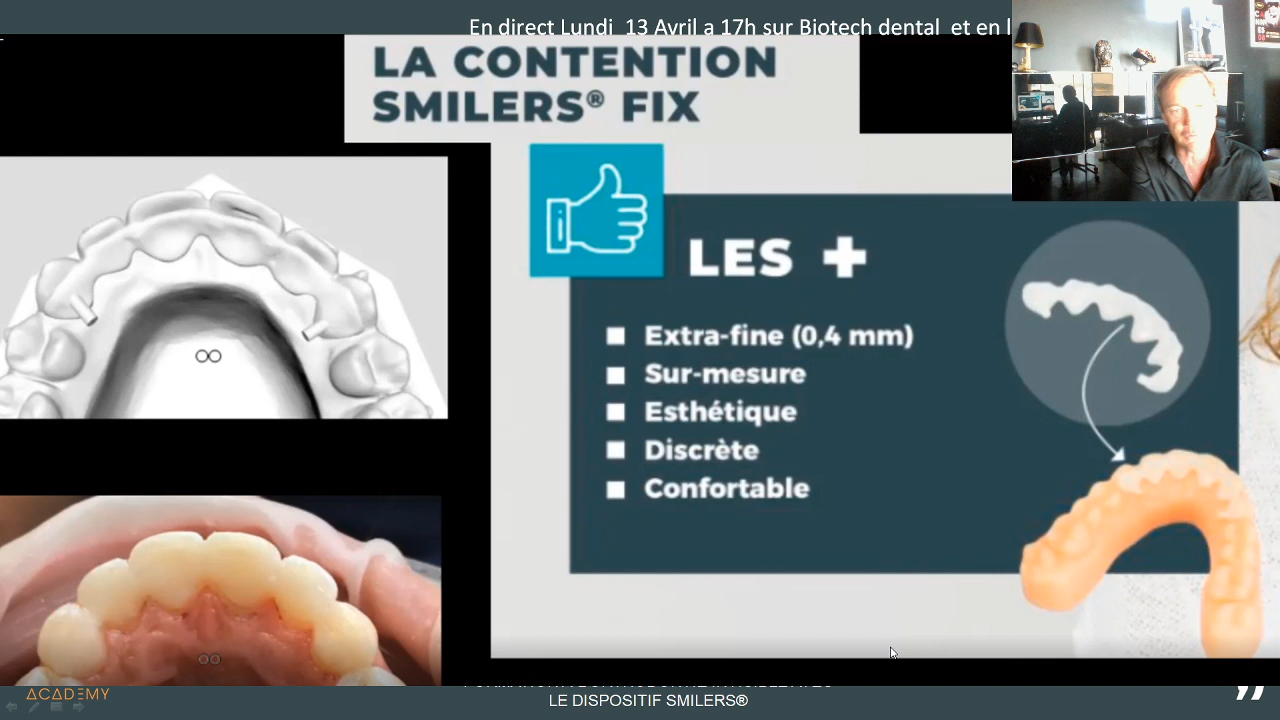 En direct Lundi 13 Avril a 17h sur Biotech dental et en l
LA CONTENTION
SMILERS® FIX
LES +
Extra-fine (0,4 mm)
Sur-mesure
Esthétique
Discrète
Confortable
ACADEMY
LE DISPOSITIF SMILERS®